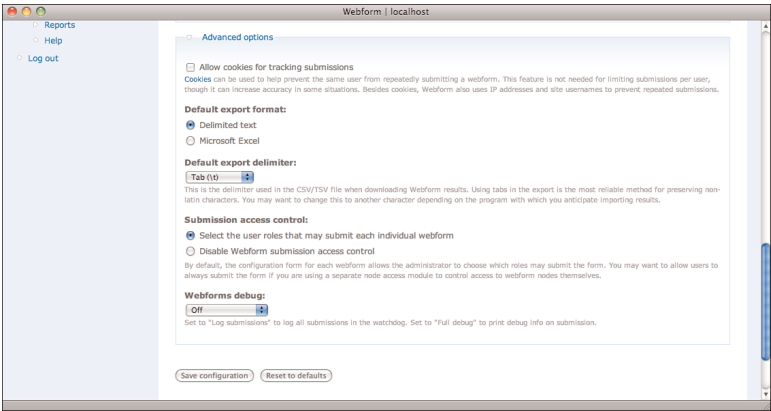 Webform | localhost
Reports
Help
Log out
Advanced options
Allow cookies for tracking submissions
Cookies can be used to help prevent the same user from repeatedly submitting a webform. This feature is not needed for limiting submissions per user,
though it can increase accuracy in some situations. Besides cookies, Webform also uses IP addresses and site usernames to prevent repeated submissions.
Default export format:
Delimited text
Microsoft Excel
Default export delimiter:
Tab (\t)
This is the delimiter used in the CSV/TSV file when downloading Webform results. Using tabs in the export is the most reliable method for preserving non-
latin characters. You may want to change this to another character depending on the program with which you anticipate importing results.
Submission access control:
Select the user roles that may submit each individual webform
Disable Webform submission access control
By default, the configuration form for each webform allows the administrator to choose which roles may submit the form. You may want to allow users to
always submit the form if you are using a separate node access module to control access to webform nodes themselves.
Webforms debug:
Off
Set to "Log submissions" to log all submissions in the watchdog. Set to "Full debug" to print debug info on submission.
Save configuration
Reset to defaults